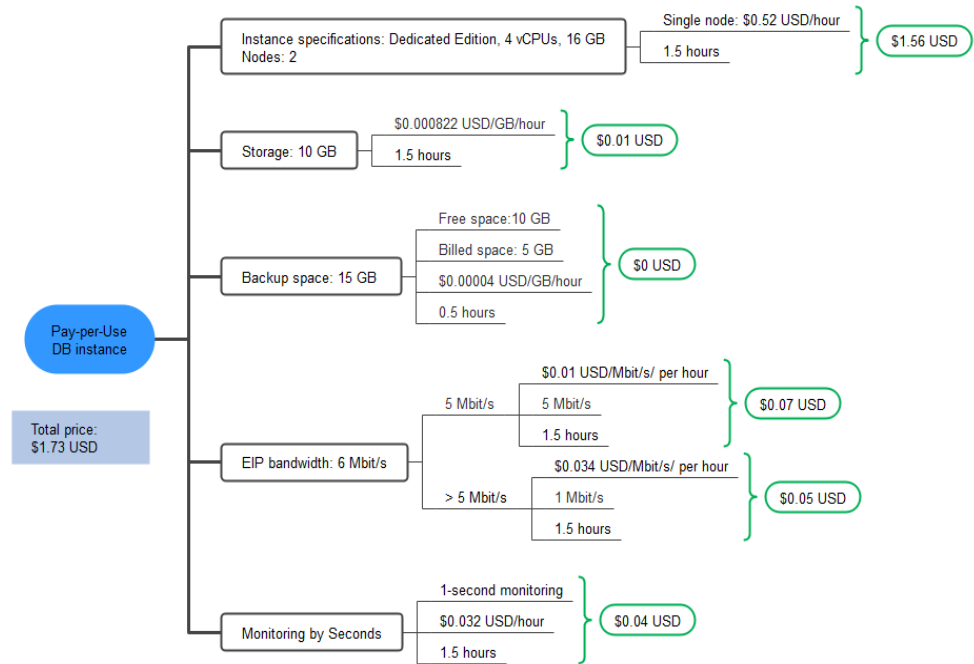 Pay-per-Use
DB instance
Total price:
$1.73 USD
Instance specifications: Dedicated Edition, 4 vCPUs, 16 GB
Nodes: 2
Single node: $0.52 USD/hour
1.5 hours
$1.56 USD
Storage: 10 GB
$0.000822 USD/GB/hour
1.5 hours
$0.01 USD
Backup space: 15 GB
Free space:10 GB
Billed space: 5 GB
$0.00004 USD/GB/hour
0.5 hours
$0 USD
EIP bandwidth: 6 Mbit/s
5 Mbit/s
$0.01 USD/Mbit/s/ per hour
5 Mbit/s
1.5 hours
$0.07 USD
> 5 Mbit/s
$0.034 USD/Mbit/s/ per hour
1 Mbit/s
1.5 hours
$0.05 USD
Monitoring by Seconds
1-second monitoring
$0.032 USD/hour
1.5 hours
$0.04 USD